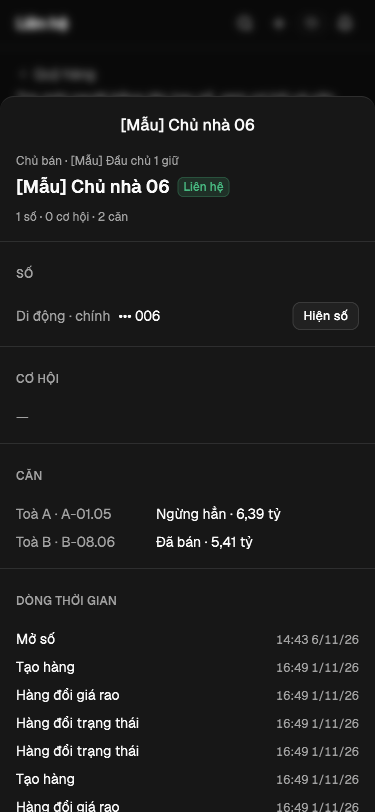 Liên hệ
[Mẫu] Chủ nhà 06
Chủ bán · [Mẫu] Đầu chủ 1 giữ
[Mẫu] Chủ nhà 06 Liên hệ
1 số · 0 cơ hội · 2 căn
SỐ
Di động · chính ••• 006 Hiện số
CƠ HỘI
—
CĂN
Toà A · A-01.05 Ngừng hẳn · 6,39 tỷ
Toà B · B-08.06 Đã bán · 5,41 tỷ
DÒNG THỜI GIAN
Mở số 14:43 6/11/26
Tạo hàng 16:49 1/11/26
Hàng đổi giá rao 16:49 1/11/26
Hàng đổi trạng thái 16:49 1/11/26
Hàng đổi trạng thái 16:49 1/11/26
Tạo hàng 16:49 1/11/26
Hàng đổi giá rao 16:49 1/11/26